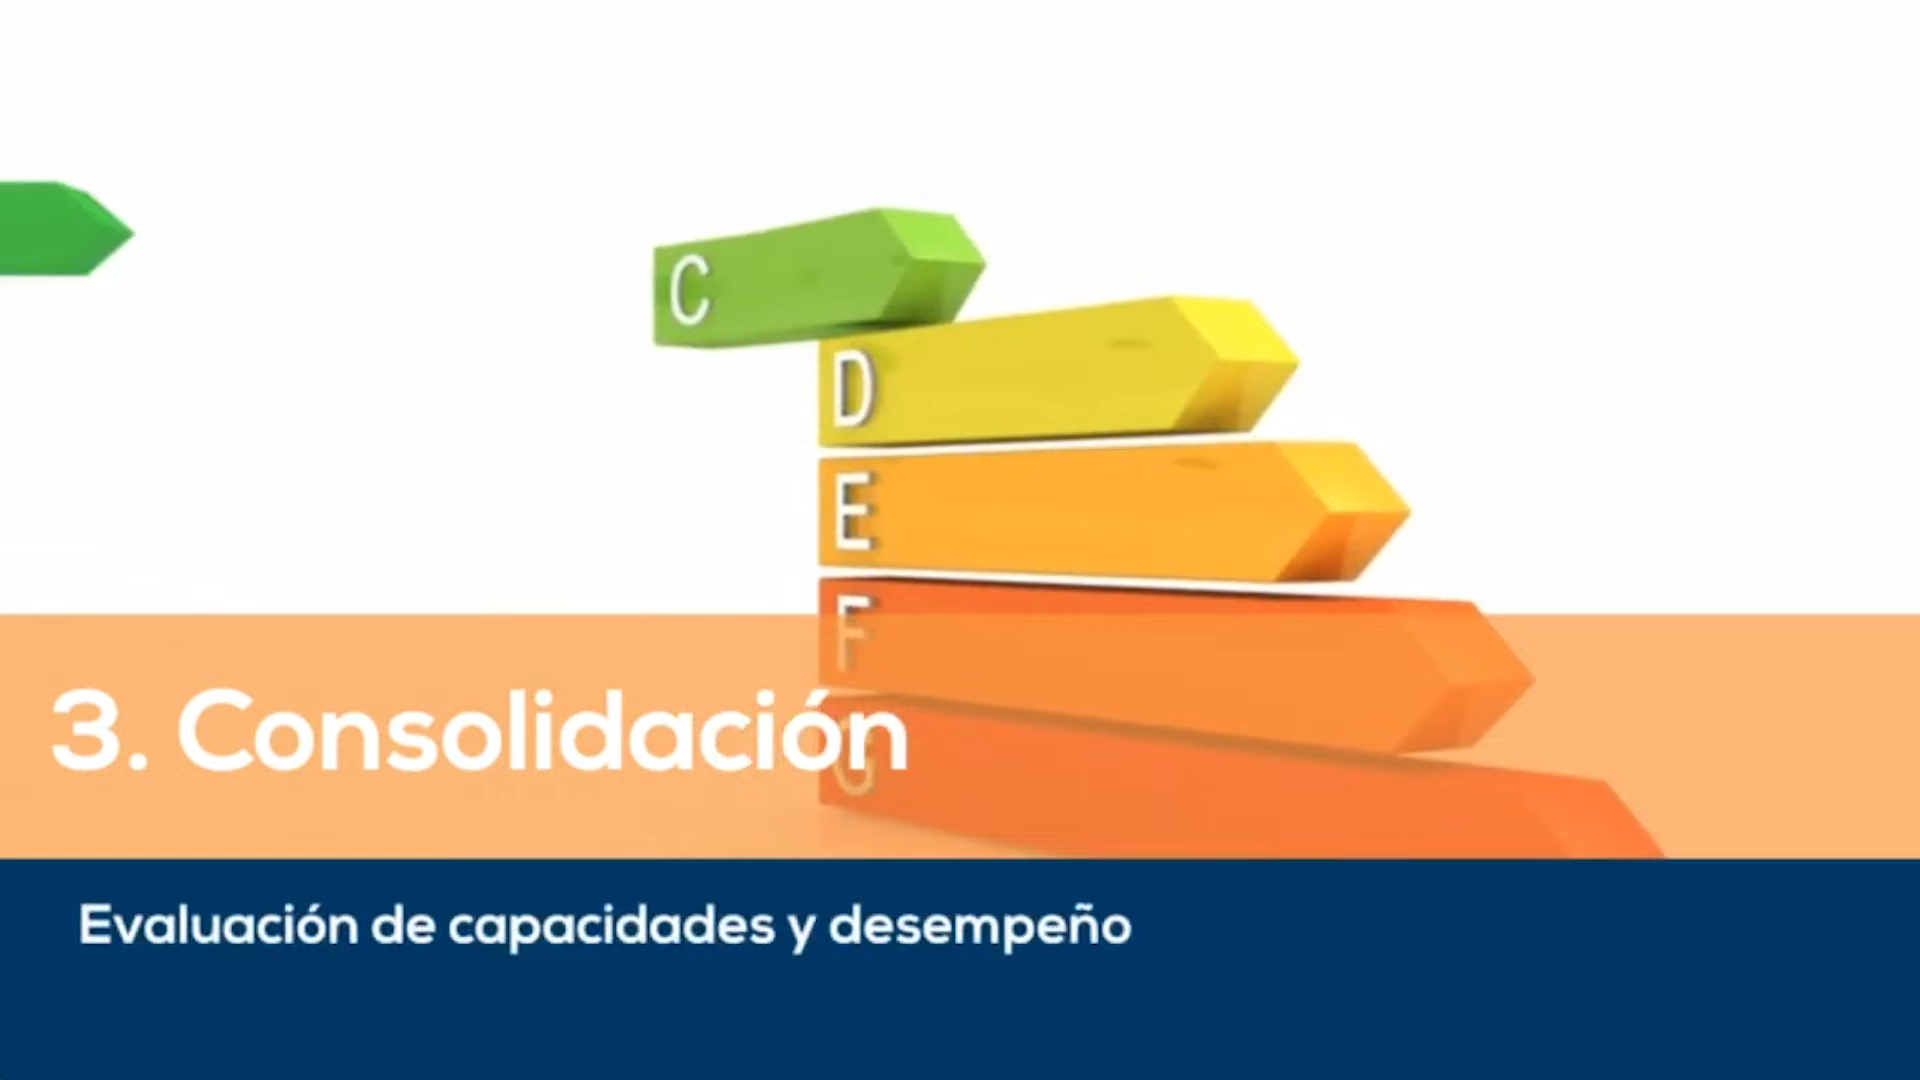 C
D
E
F
G
3. Consolidación
Evaluación de capacidades y desempeño